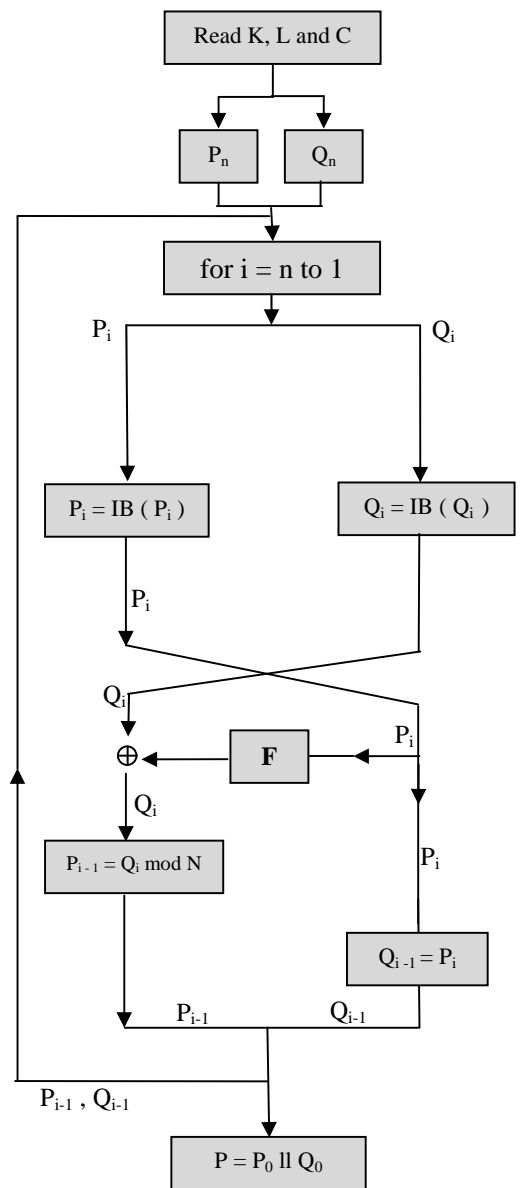 Read K, L and C
Pₙ Qₙ
for i = n to 1
Pᵢ Qᵢ
Pᵢ = IB ( Pᵢ ) Qᵢ = IB ( Qᵢ )
Pᵢ
Qᵢ
Pᵢ
⊕ F
Qᵢ
Pᵢ₋₁ = Qᵢ mod N
Pᵢ
Qᵢ₋₁ = Pᵢ
Pᵢ₋₁ Qᵢ₋₁
Pᵢ₋₁ , Qᵢ₋₁
P = P₀ ll Q₀